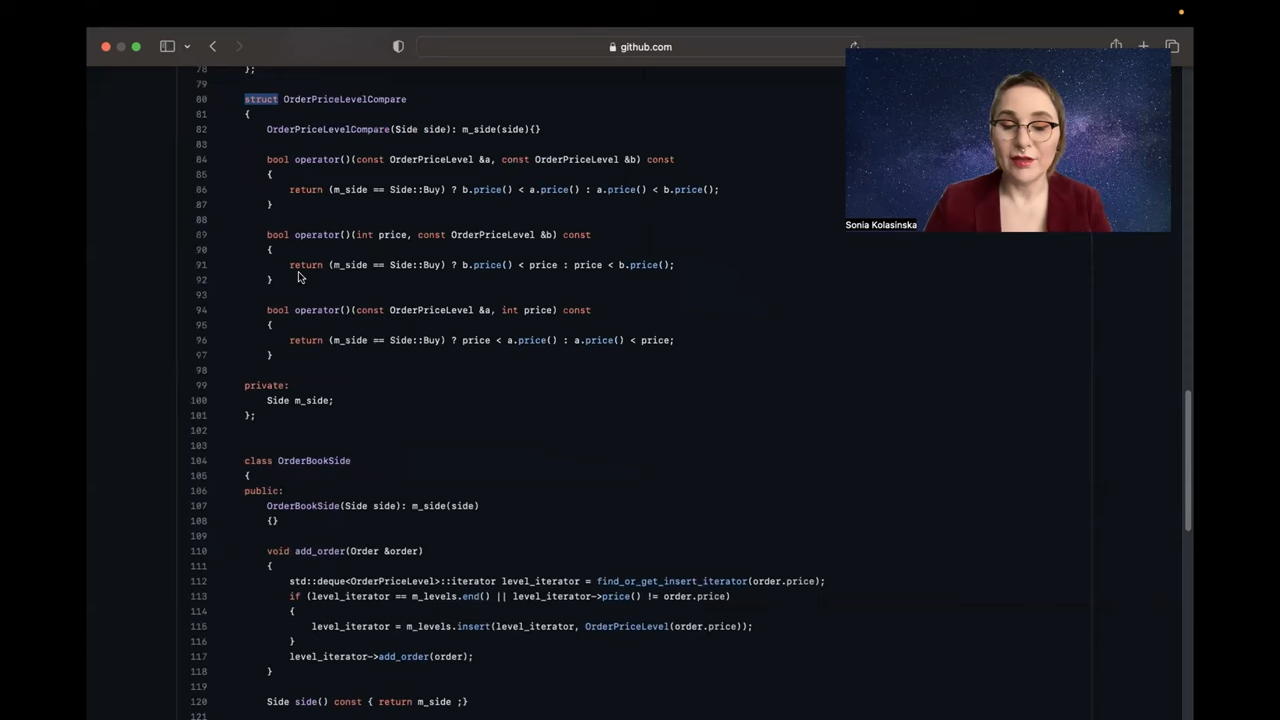 github.com
Sonia Kolasinska
78 };
79
80 struct OrderPriceLevelCompare
81 {
82 OrderPriceLevelCompare(Side side): m_side(side){}
83
84 bool operator()(const OrderPriceLevel &a, const OrderPriceLevel &b) const
85 {
86 return (m_side == Side::Buy) ? b.price() < a.price() : a.price() < b.price();
87 }
88
89 bool operator()(int price, const OrderPriceLevel &b) const
90 {
91 return (m_side == Side::Buy) ? b.price() < price : price < b.price();
92 }
93
94 bool operator()(const OrderPriceLevel &a, int price) const
95 {
96 return (m_side == Side::Buy) ? price < a.price() : a.price() < price;
97 }
98
99 private:
100 Side m_side;
101 };
102
103
104 class OrderBookSide
105 {
106 public:
107 OrderBookSide(Side side): m_side(side)
108 {}
109
110 void add_order(Order &order)
111 {
112 std::deque<OrderPriceLevel>::iterator level_iterator = find_or_get_insert_iterator(order.price);
113 if (level_iterator == m_levels.end() || level_iterator->price() != order.price)
114 {
115 level_iterator = m_levels.insert(level_iterator, OrderPriceLevel(order.price));
116 }
117 level_iterator->add_order(order);
118 }
119
120 Side side() const { return m_side ;}
121